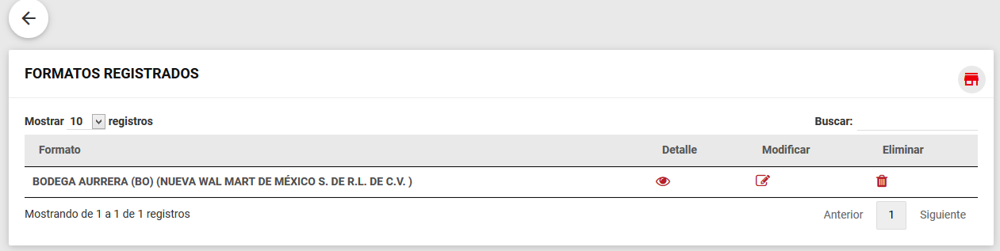 FORMATOS REGISTRADOS
Mostrar 10 registros
Buscar:
Formato Detalle Modificar Eliminar
BODEGA AURRERA (BO) (NUEVA WAL MART DE MÉXICO S. DE R.L. DE C.V. )
Mostrando de 1 a 1 de 1 registros
Anterior 1 Siguiente